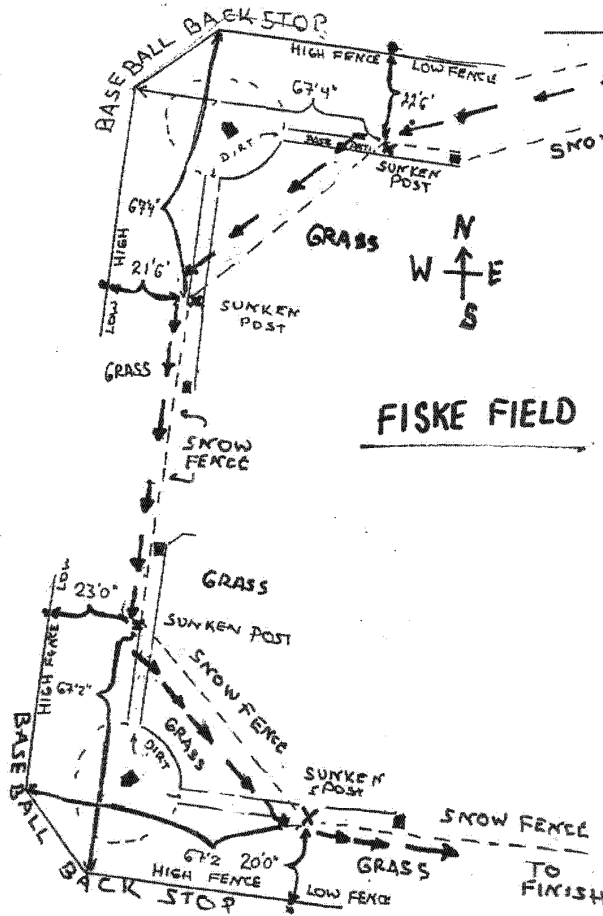 BASEBALL BACKSTOP
HIGH FENCE
LOW FENCE
67'4"
22'6"
DIRT
BASE
SUNKEN
POST
SNOW
GRASS
N
W E
S
67'4"
HIGH
21'6"
LOW
SUNKEN
POST
GRASS
FISKE FIELD
SNOW
FENCE
GRASS
LOW
23'0"
SUNKEN POST
HIGH FENCE
67'2"
SNOW FENCE
GRASS
DIRT
BASEBALL
BACK STOP
SUNKEN
POST
SNOW FENCE
67'2
20'0"
GRASS
TO
FINISH
HIGH FENCE
LOW FENCE